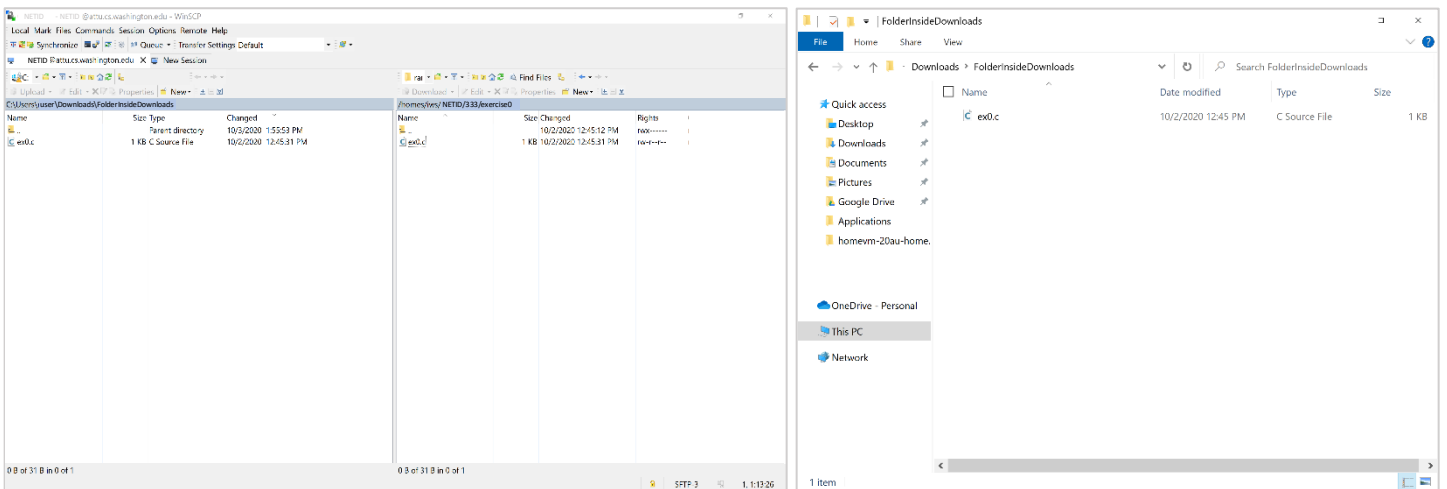 NETID - NETID @attu.cs.washington.edu - WinSCP
Local Mark Files Commands Session Options Remote Help
Synchronize Queue Transfer Settings Default
NETID @attu.cs.washington.edu X New Session
C:
Find Files
Upload Edit Properties New
Download Edit Properties New
C:\Users\user\Downloads\FolderInsideDownloads
/homes/iws/ NETID/333/exercise0
Name Size Type Changed
.. Parent directory 10/3/2020 1:55:53 PM
ex0.c 1 KB C Source File 10/2/2020 12:45:31 PM
Name Size Changed Rights
.. 10/2/2020 12:45:12 PM rwx------
ex0.c 1 KB 10/2/2020 12:45:31 PM rw-r--r--
0 B of 31 B in 0 of 1
0 B of 31 B in 0 of 1
SFTP-3 1:13:26
FolderInsideDownloads
File Home Share View
Downloads > FolderInsideDownloads
Search FolderInsideDownloads
Quick access
Desktop
Downloads
Documents
Pictures
Google Drive
Applications
homevm-20au-home.
OneDrive - Personal
This PC
Network
Name Date modified Type Size
ex0.c 10/2/2020 12:45 PM C Source File 1 KB
1 item